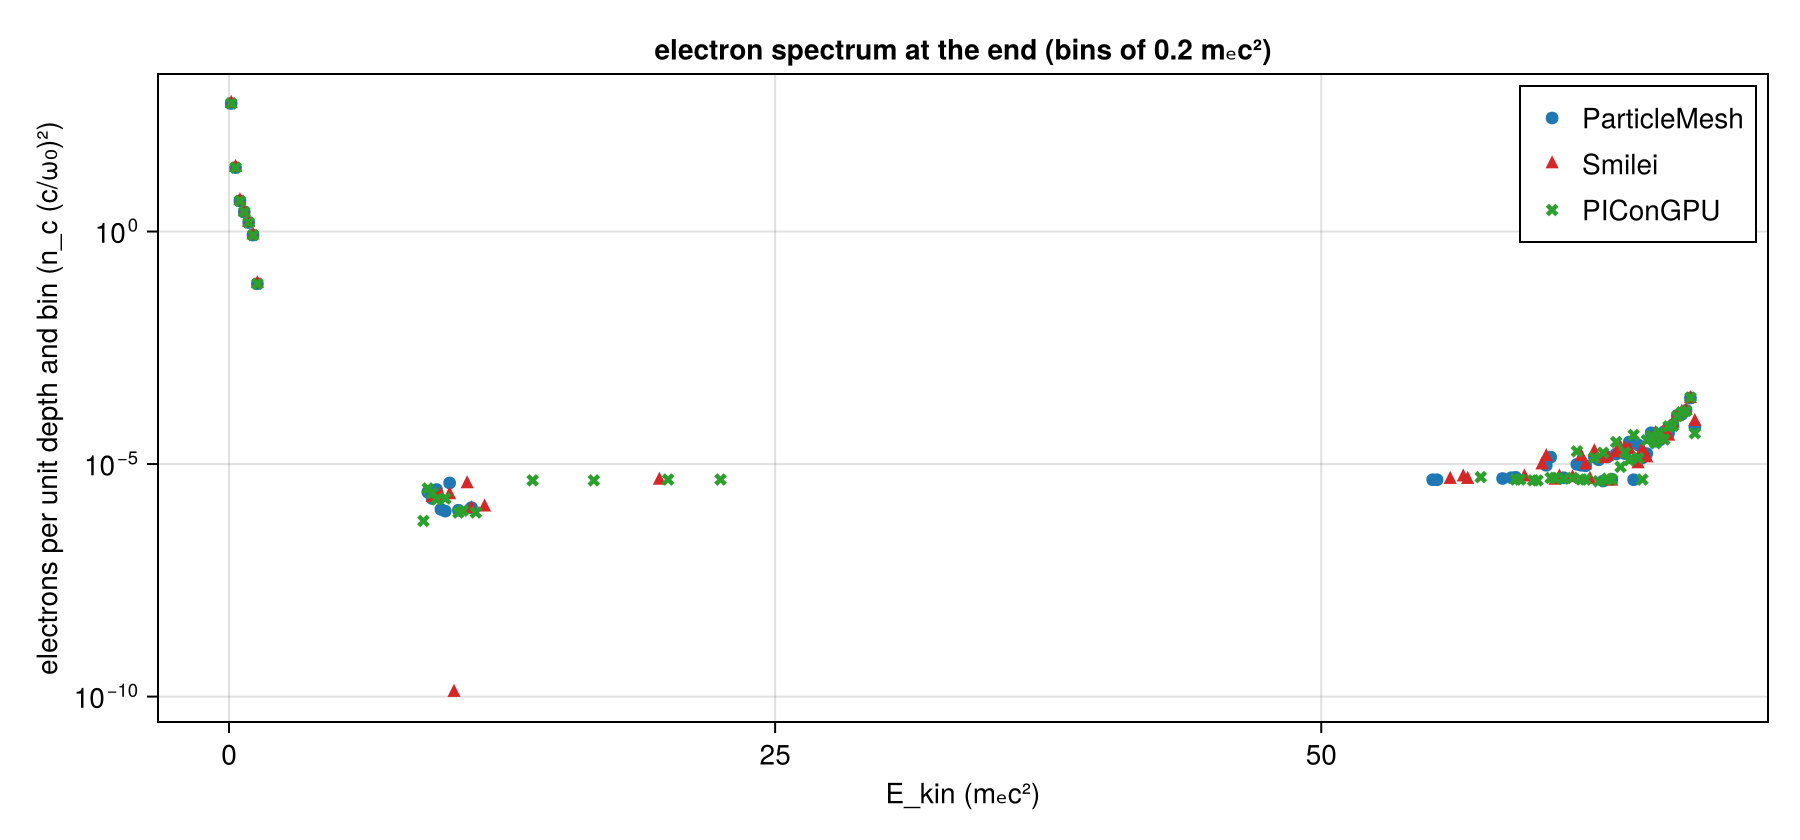 electron spectrum at the end (bins of 0.2 mₑc²)
electrons per unit depth and bin (n_c (c/ω₀)²)
ParticleMesh
Smilei
PIConGPU
10⁰
10⁻⁵
10⁻¹⁰
0 25 50
E_kin (mₑc²)